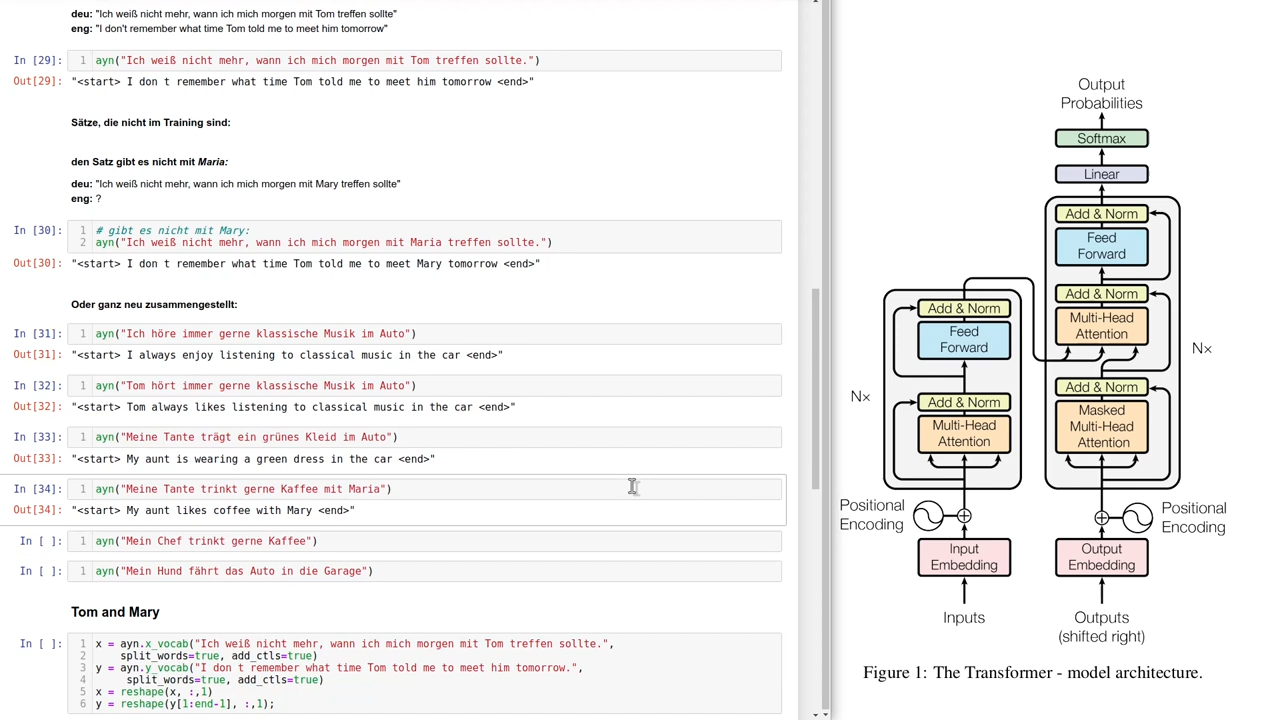 deu: "Ich weiß nicht mehr, wann ich mich morgen mit Tom treffen sollte"
eng: "I don't remember what time Tom told me to meet him tomorrow"
In [29]: 1 ayn("Ich weiß nicht mehr, wann ich mich morgen mit Tom treffen sollte.")
Out[29]: "<start> I don t remember what time Tom told me to meet him tomorrow <end>"
Sätze, die nicht im Training sind:
den Satz gibt es nicht mit Maria:
deu: "Ich weiß nicht mehr, wann ich mich morgen mit Mary treffen sollte"
eng: ?
In [30]: 1 # gibt es nicht mit Mary:
2 ayn("Ich weiß nicht mehr, wann ich mich morgen mit Maria treffen sollte.")
Out[30]: "<start> I don t remember what time Tom told me to meet Mary tomorrow <end>"
Oder ganz neu zusammengestellt:
In [31]: 1 ayn("Ich höre immer gerne klassische Musik im Auto")
Out[31]: "<start> I always enjoy listening to classical music in the car <end>"
In [32]: 1 ayn("Tom hört immer gerne klassische Musik im Auto")
Out[32]: "<start> Tom always likes listening to classical music in the car <end>"
In [33]: 1 ayn("Meine Tante trägt ein grünes Kleid im Auto")
Out[33]: "<start> My aunt is wearing a green dress in the car <end>"
In [34]: 1 ayn("Meine Tante trinkt gerne Kaffee mit Maria")
Out[34]: "<start> My aunt likes coffee with Mary <end>"
In [ ]: 1 ayn("Mein Chef trinkt gerne Kaffee")
In [ ]: 1 ayn("Mein Hund fährt das Auto in die Garage")
Tom and Mary
In [ ]: 1 x = ayn.x_vocab("Ich weiß nicht mehr, wann ich mich morgen mit Tom treffen sollte.",
2 split_words=true, add_ctls=true)
3 y = ayn.y_vocab("I don t remember what time Tom told me to meet him tomorrow.",
4 split_words=true, add_ctls=true)
5 x = reshape(x, :,1)
6 y = reshape(y[1:end-1], :,1);
Output
Probabilities
Softmax
Linear
Add & Norm
Feed
Forward
Add & Norm
Multi-Head
Attention
Add & Norm
Masked
Multi-Head
Attention
N×
Add & Norm
Feed
Forward
Add & Norm
Multi-Head
Attention
N×
Positional
Encoding
Positional
Encoding
Input
Embedding
Output
Embedding
Inputs
Outputs
(shifted right)
Figure 1: The Transformer - model architecture.